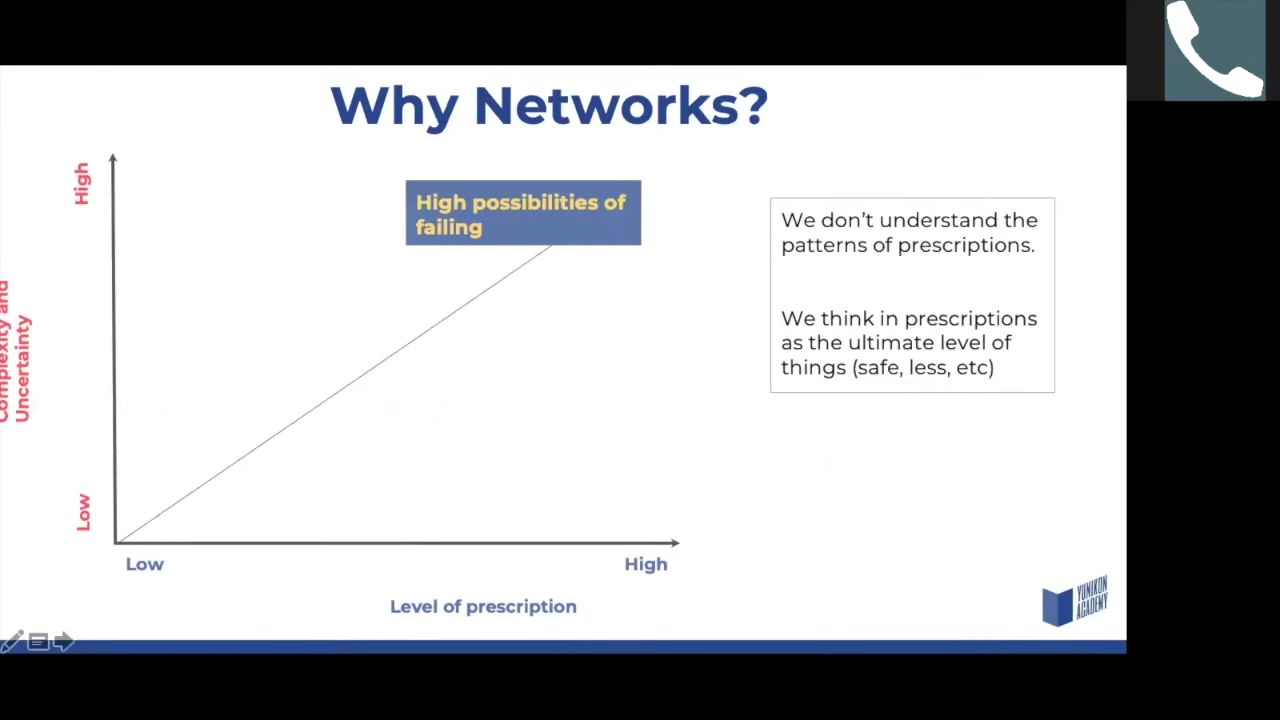 Why Networks?
High
High possibilities of
failing
We don’t understand the
patterns of prescriptions.
We think in prescriptions
as the ultimate level of
things (safe, less, etc)
Complexity and
Uncertainty
Low
Low
High
Level of prescription
YUNIKON
ACADEMY